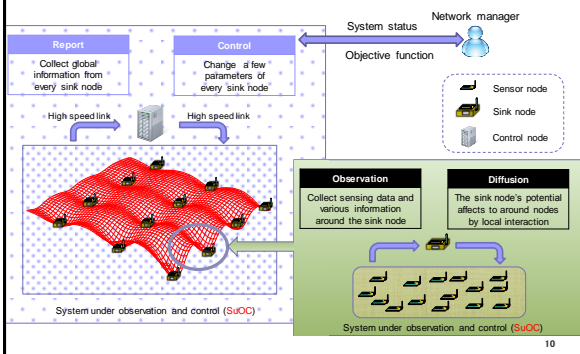 Network manager
System status
Objective function
Report
Collect global
information from
every sink node
Control
Change a few
parameters of
every sink node
High speed link
High speed link
Sensor node
Sink node
Control node
System under observation and control (SuOC)
Observation
Collect sensing data and
various information
around the sink node
Diffusion
The sink node's potential
affects to around nodes
by local interaction
System under observation and control (SuOC)
10